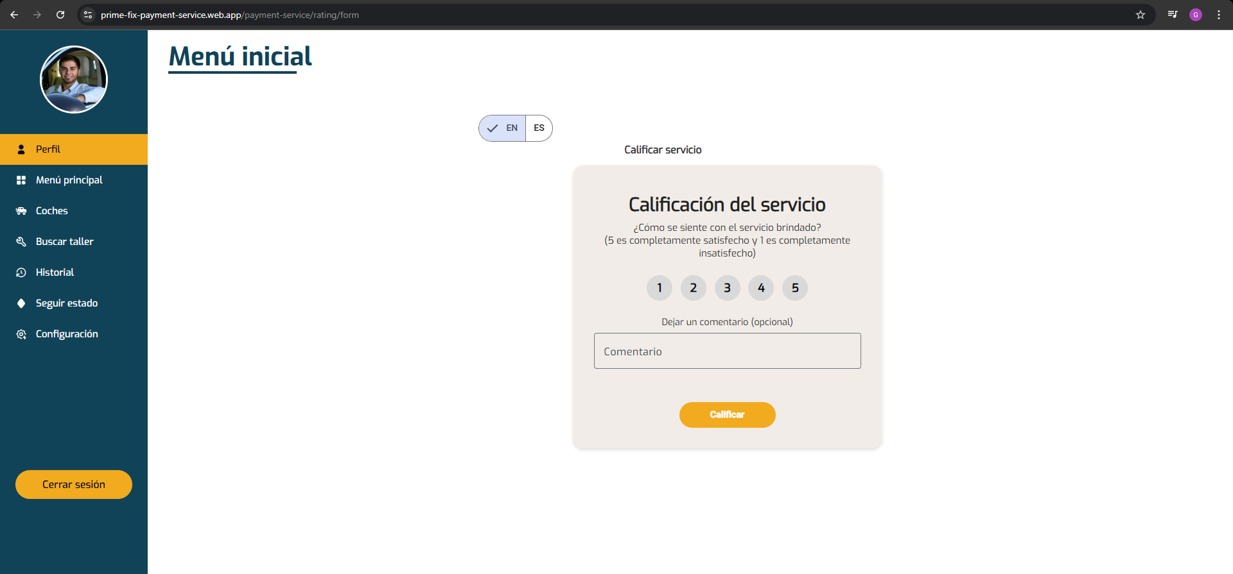 prime-fix-payment-service.web.app/payment-service/rating/form
G
Menú inicial
EN ES
Perfil
Menú principal
Coches
Buscar taller
Historial
Seguir estado
Configuración
Cerrar sesión
Calificar servicio
Calificación del servicio
¿Cómo se siente con el servicio brindado?
(5 es completamente satisfecho y 1 es completamente
insatisfecho)
1 2 3 4 5
Dejar un comentario (opcional)
Comentario
Calificar